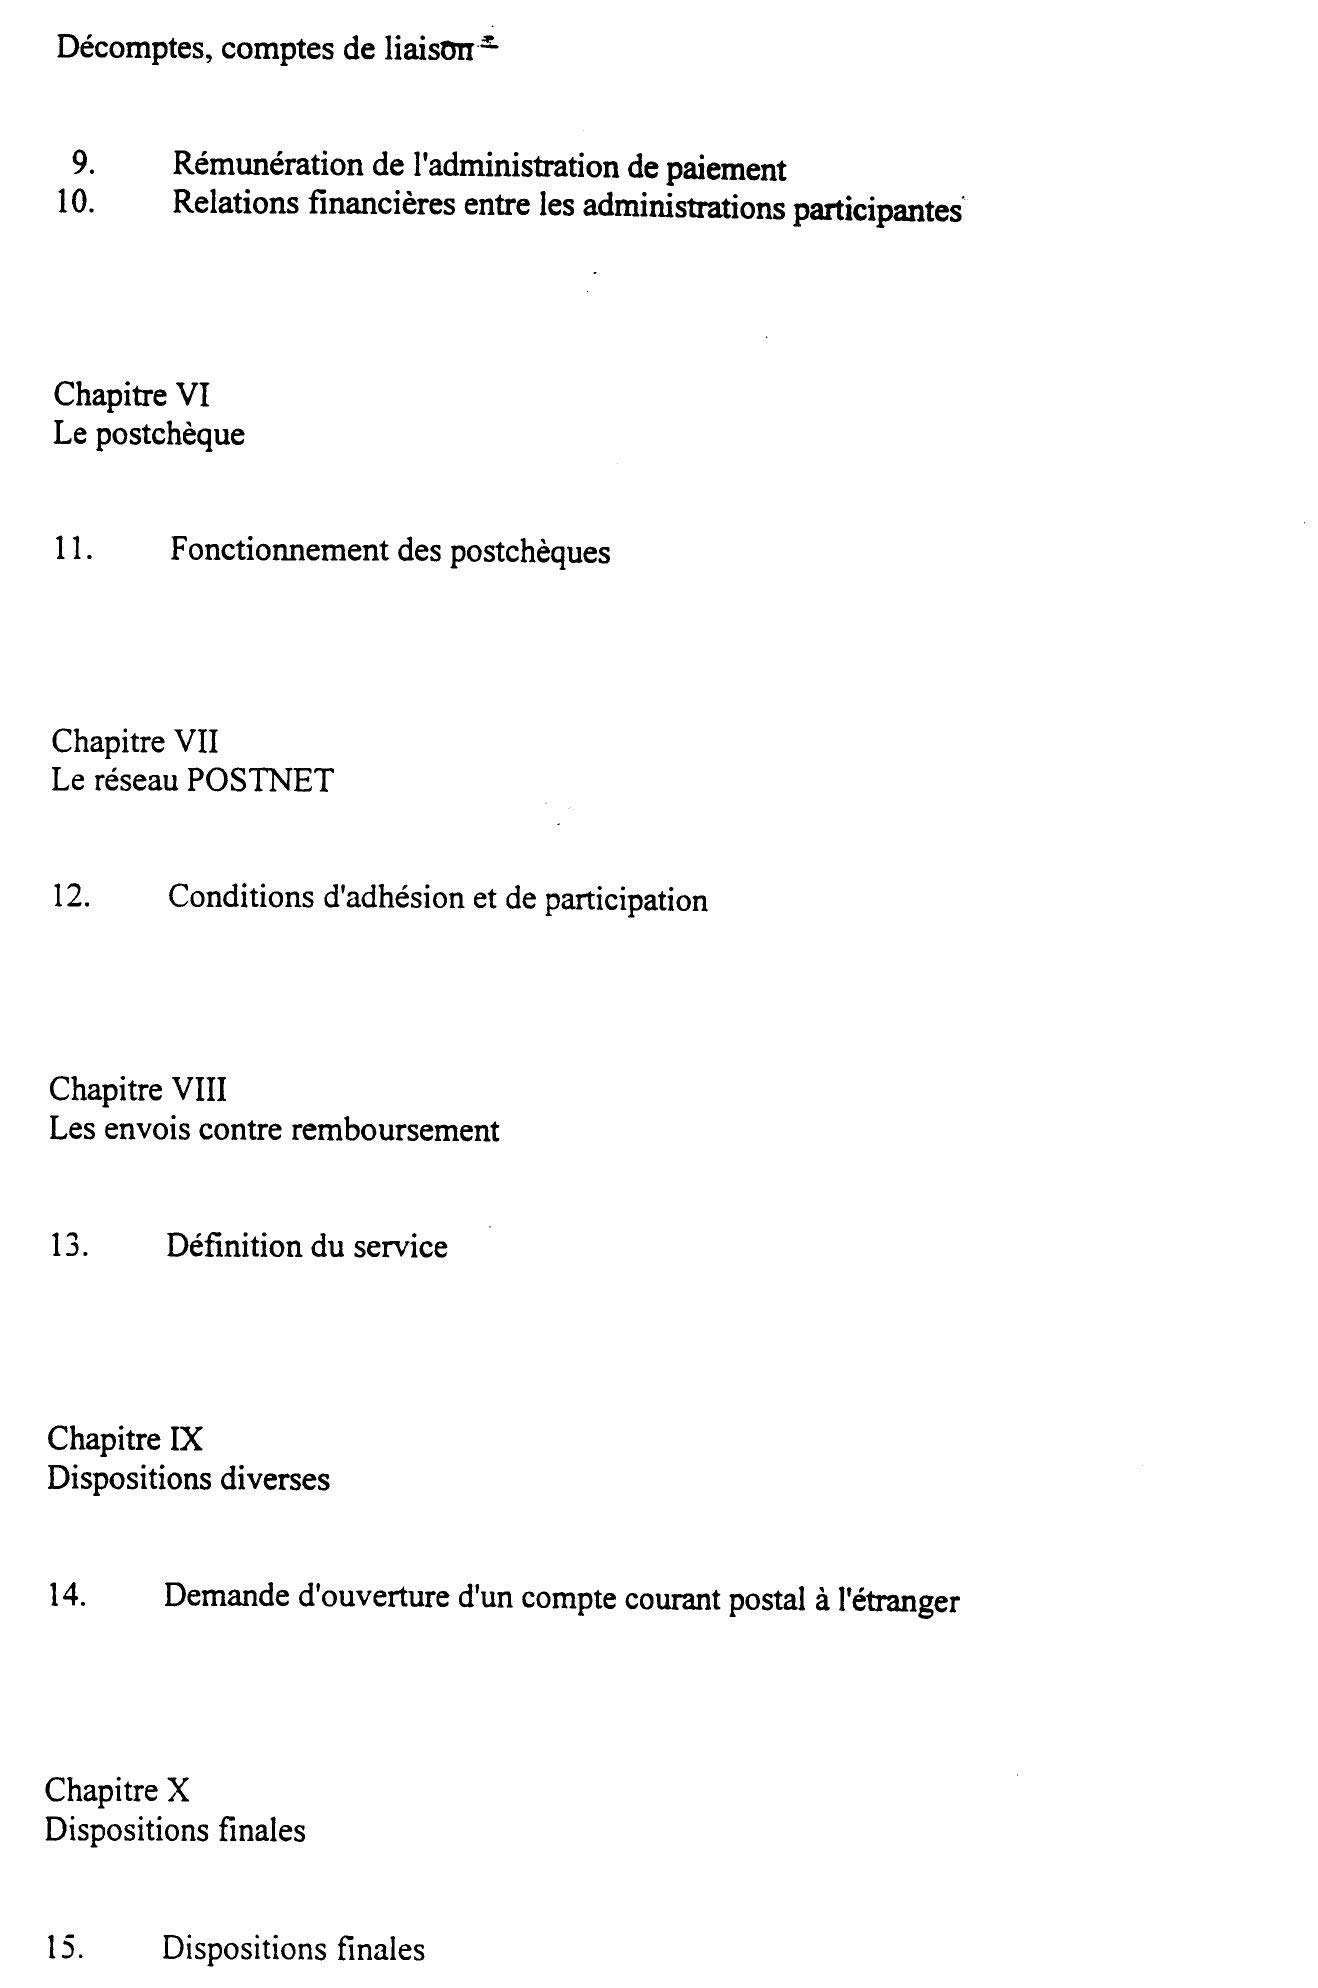 Décomptes, comptes de liaison
9. Rémunération de l'administration de paiement
10. Relations financières entre les administrations participantes
Chapitre VI
Le postchèque
11. Fonctionnement des postchèques
Chapitre VII
Le réseau POSTNET
12. Conditions d'adhésion et de participation
Chapitre VIII
Les envois contre remboursement
13. Définition du service
Chapitre IX
Dispositions diverses
14. Demande d'ouverture d'un compte courant postal à l'étranger
Chapitre X
Dispositions finales
15. Dispositions finales